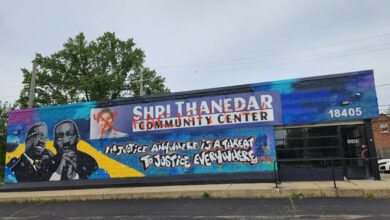 SHRI THANEDAR
COMMUNITY CENTER
18405
INJUSTICE ANYWHERE IS A THREAT
TO JUSTICE EVERYWHERE